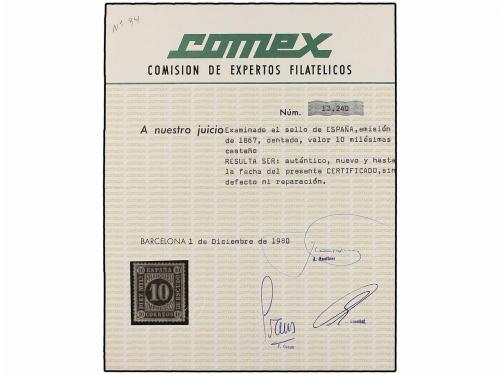 Nº 94
comex
COMISION DE EXPERTOS FILATELICOS
Núm. 13,240
A nuestro juicio Examinado el sello de ESPAÑA,emisión
de 1867, dentado, valor 10 milésimas
castaño
RESULTA SER: auténtico, nuevo y hasta
la fecha del presente CERTIFICADO,sin
defecto ni reparación.
BARCELONA 1 de Diciembre de 1980
ESPAÑA
10
CORREOS